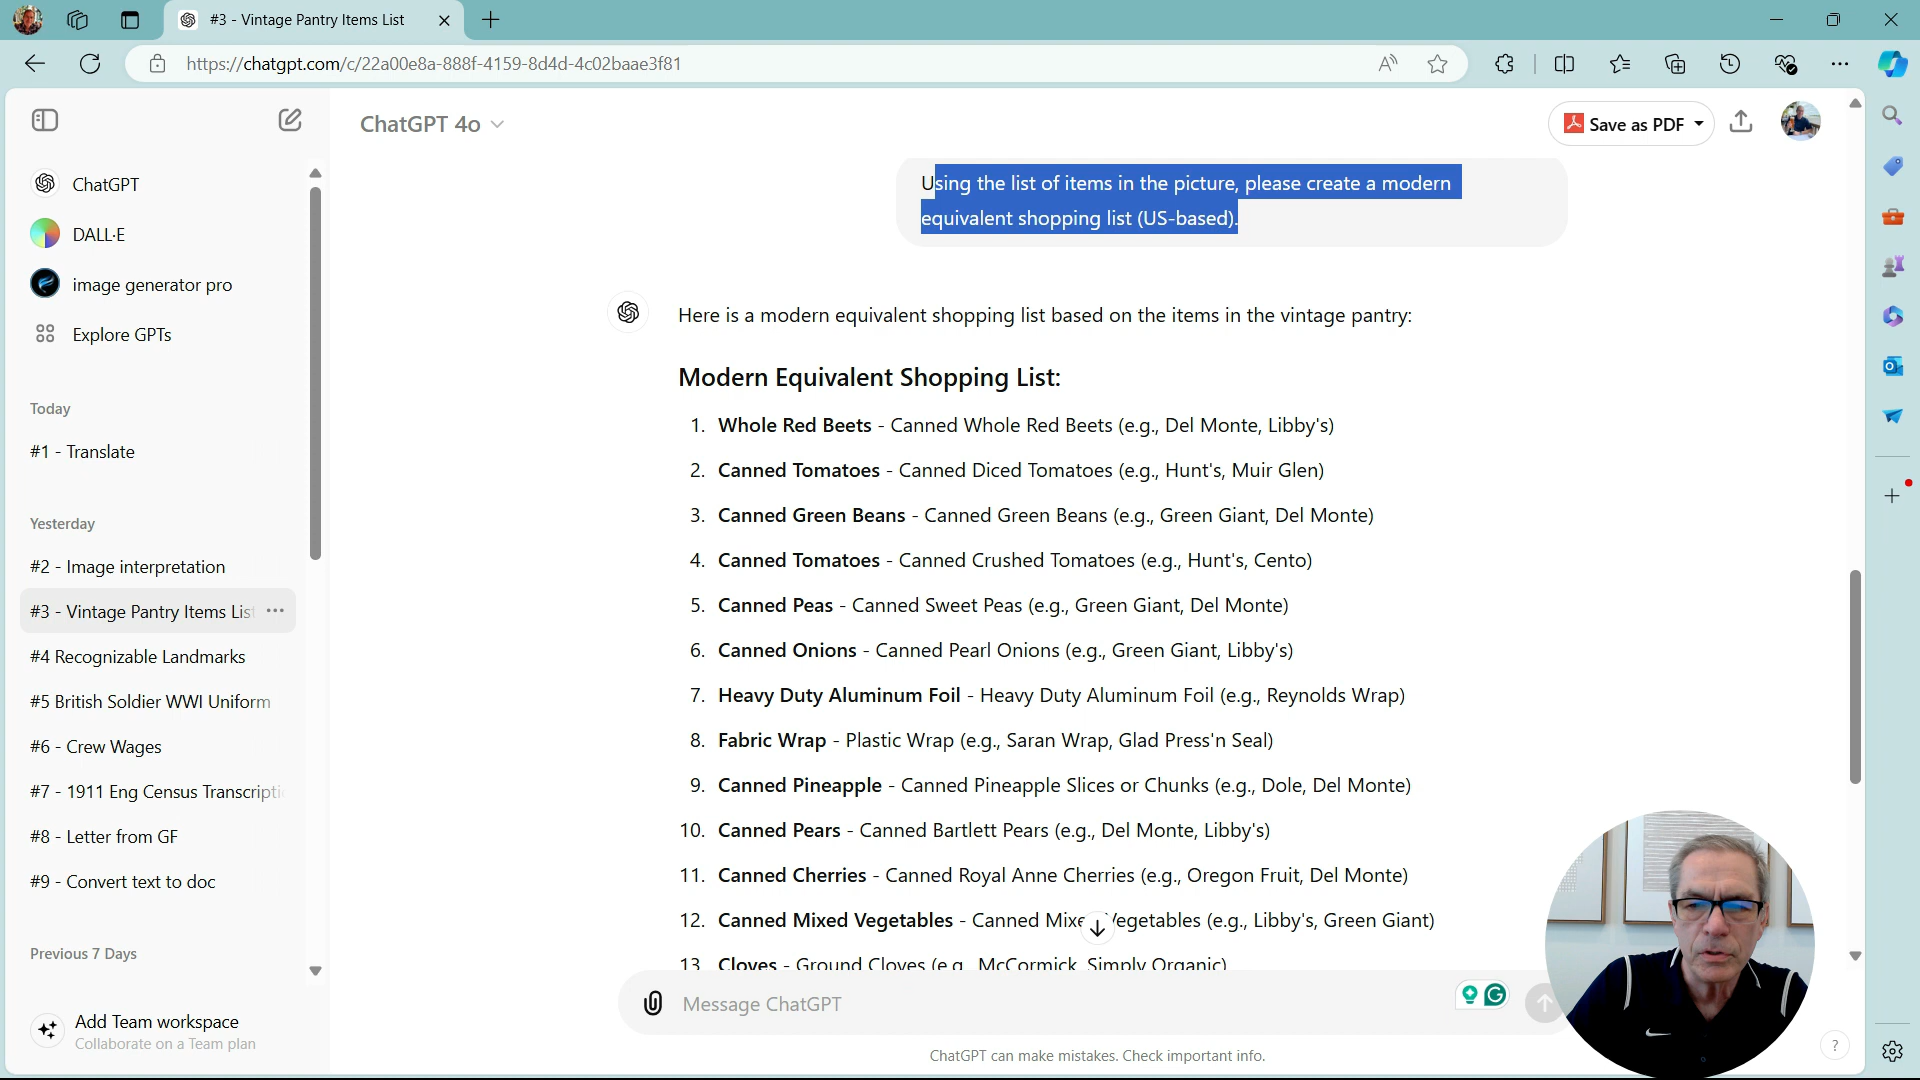 #3 - Vintage Pantry Items List
https://chatgpt.com/c/22a00e8a-888f-4159-8d4d-4c02baae3f81
ChatGPT 4o
Save as PDF
ChatGPT
DALL·E
image generator pro
Explore GPTs
Today
#1 - Translate
Yesterday
#2 - Image interpretation
#3 - Vintage Pantry Items List
#4 Recognizable Landmarks
#5 British Soldier WWI Uniform
#6 - Crew Wages
#7 - 1911 Eng Census Transcripti
#8 - Letter from GF
#9 - Convert text to doc
Previous 7 Days
Add Team workspace
Collaborate on a Team plan
Using the list of items in the picture, please create a modern
equivalent shopping list (US-based).
Here is a modern equivalent shopping list based on the items in the vintage pantry:
Modern Equivalent Shopping List:
1. Whole Red Beets - Canned Whole Red Beets (e.g., Del Monte, Libby's)
2. Canned Tomatoes - Canned Diced Tomatoes (e.g., Hunt's, Muir Glen)
3. Canned Green Beans - Canned Green Beans (e.g., Green Giant, Del Monte)
4. Canned Tomatoes - Canned Crushed Tomatoes (e.g., Hunt's, Cento)
5. Canned Peas - Canned Sweet Peas (e.g., Green Giant, Del Monte)
6. Canned Onions - Canned Pearl Onions (e.g., Green Giant, Libby's)
7. Heavy Duty Aluminum Foil - Heavy Duty Aluminum Foil (e.g., Reynolds Wrap)
8. Fabric Wrap - Plastic Wrap (e.g., Saran Wrap, Glad Press'n Seal)
9. Canned Pineapple - Canned Pineapple Slices or Chunks (e.g., Dole, Del Monte)
10. Canned Pears - Canned Bartlett Pears (e.g., Del Monte, Libby's)
11. Canned Cherries - Canned Royal Anne Cherries (e.g., Oregon Fruit, Del Monte)
12. Canned Mixed Vegetables - Canned Mixed Vegetables (e.g., Libby's, Green Giant)
13. Cloves - Ground Cloves (e.g., McCormick, Simply Organic)
Message ChatGPT
ChatGPT can make mistakes. Check important info.
?